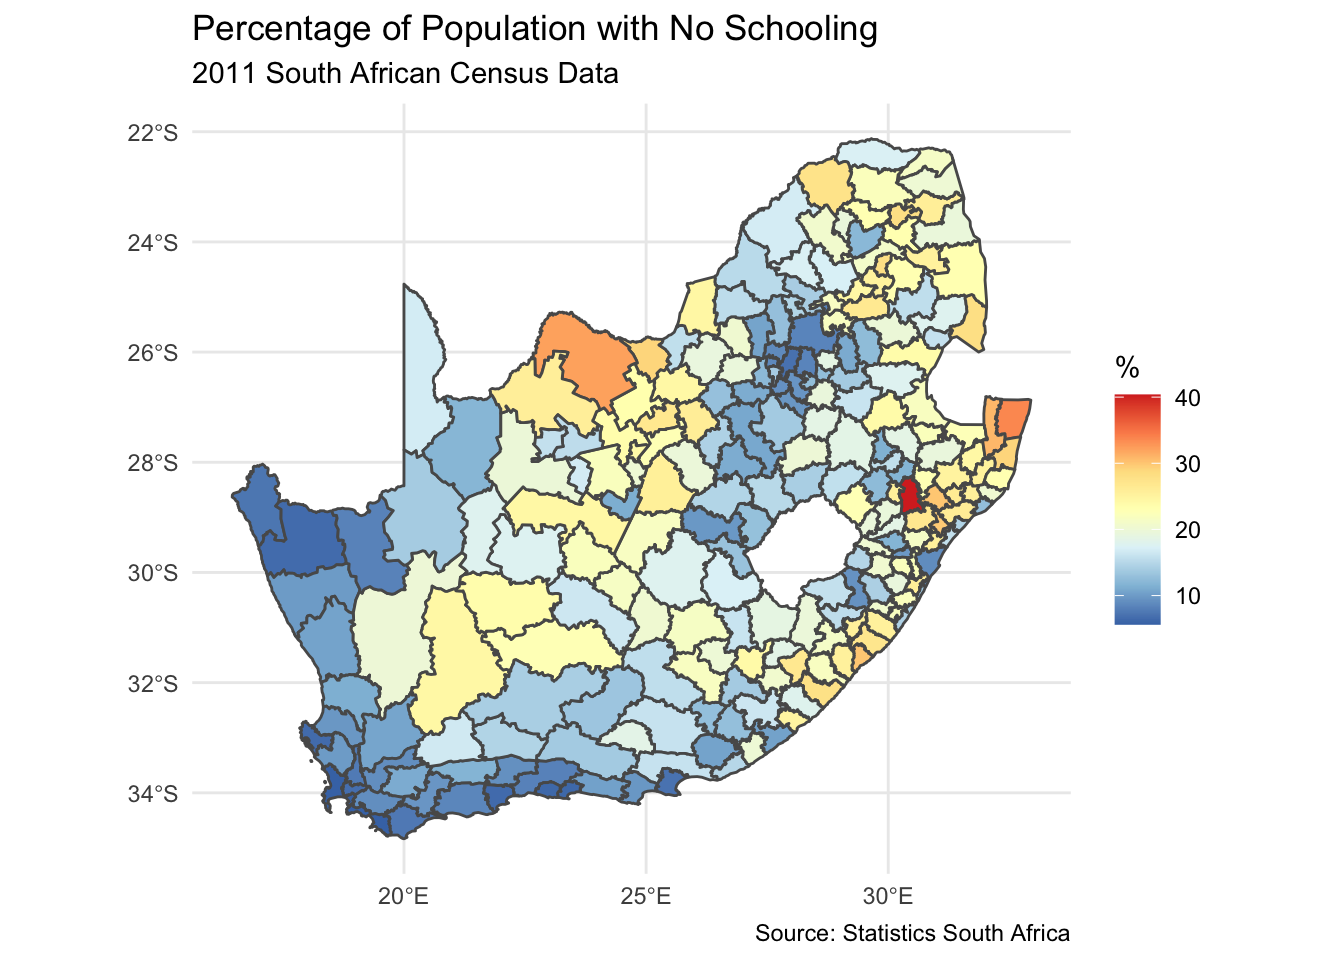 Percentage of Population with No Schooling
2011 South African Census Data
22°S
24°S
26°S
28°S
30°S
32°S
34°S
20°E
25°E
30°E
%
40
30
20
10
Source: Statistics South Africa